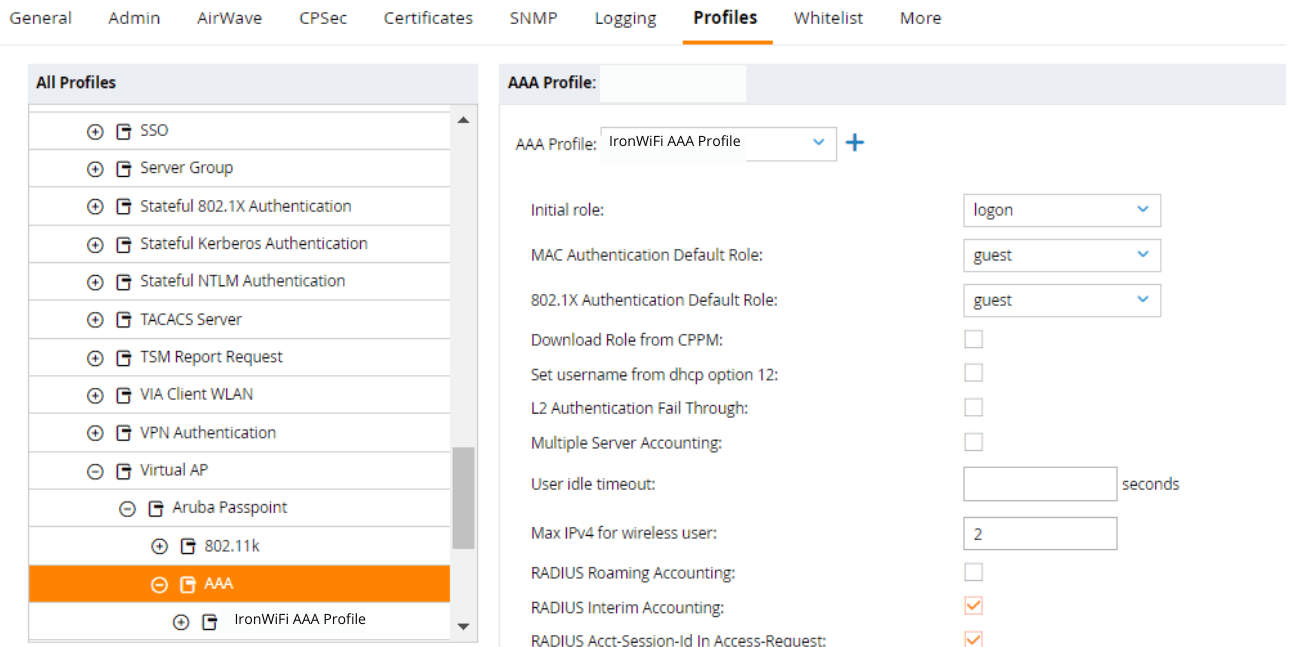 General Admin AirWave CPSec Certificates SNMP Logging Profiles Whitelist More
All Profiles
SSO
Server Group
Stateful 802.1X Authentication
Stateful Kerberos Authentication
Stateful NTLM Authentication
TACACS Server
TSM Report Request
VIA Client WLAN
VPN Authentication
Virtual AP
Aruba Passpoint
802.11k
AAA
IronWiFi AAA Profile
AAA Profile:
AAA Profile: IronWiFi AAA Profile
Initial role: logon
MAC Authentication Default Role: guest
802.1X Authentication Default Role: guest
Download Role from CPPM:
Set username from dhcp option 12:
L2 Authentication Fail Through:
Multiple Server Accounting:
User idle timeout: seconds
Max IPv4 for wireless user: 2
RADIUS Roaming Accounting:
RADIUS Interim Accounting:
RADIUS Acct-Session-Id In Access-Request: